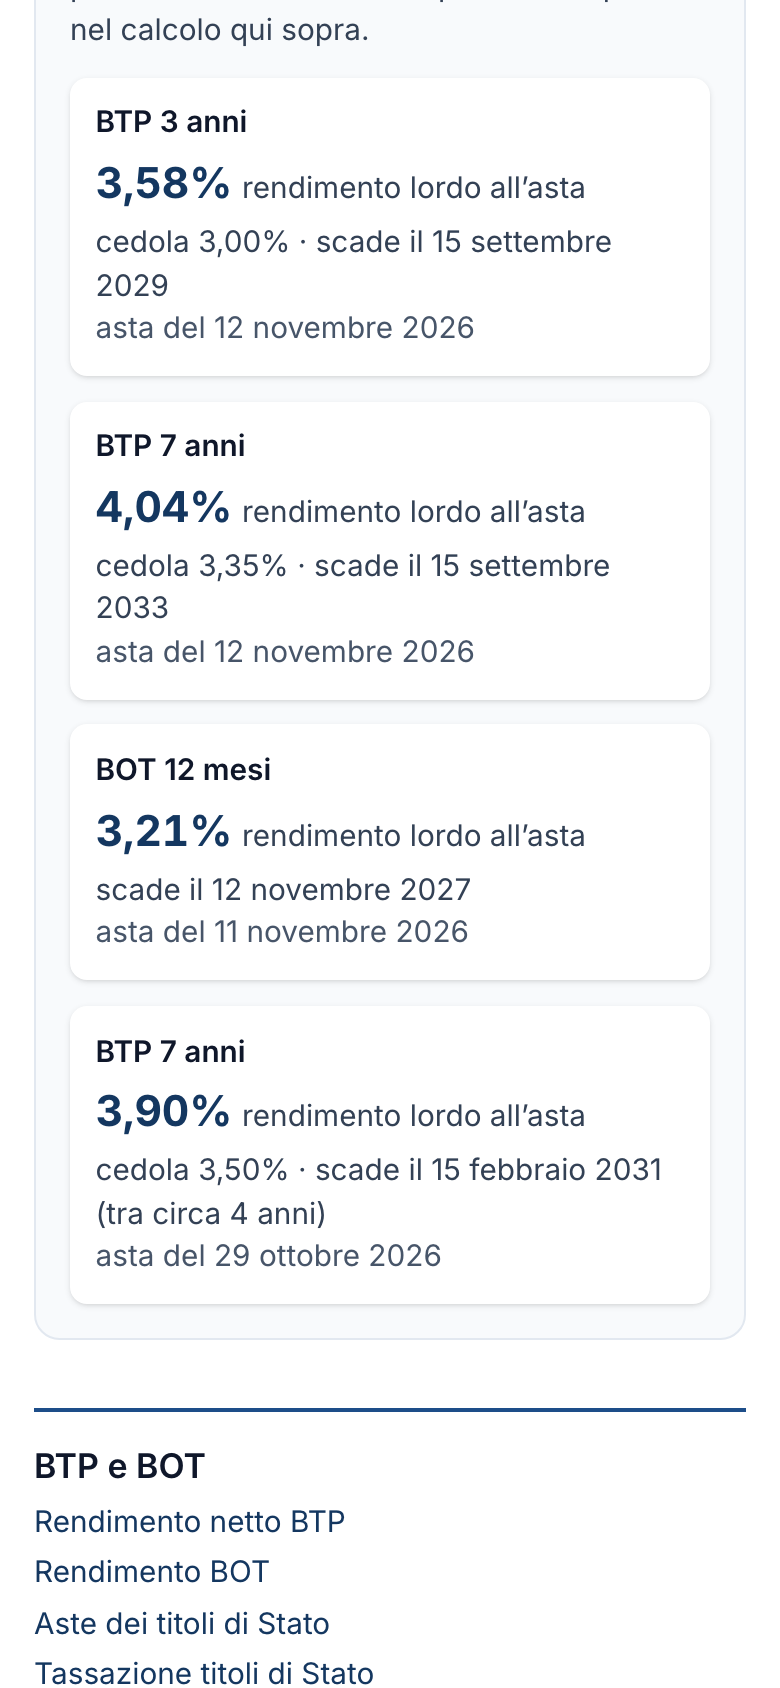 nel calcolo qui sopra.
BTP 3 anni
3,58% rendimento lordo all’asta
cedola 3,00% · scade il 15 settembre
2029
asta del 12 novembre 2026
BTP 7 anni
4,04% rendimento lordo all’asta
cedola 3,35% · scade il 15 settembre
2033
asta del 12 novembre 2026
BOT 12 mesi
3,21% rendimento lordo all’asta
scade il 12 novembre 2027
asta del 11 novembre 2026
BTP 7 anni
3,90% rendimento lordo all’asta
cedola 3,50% · scade il 15 febbraio 2031
(tra circa 4 anni)
asta del 29 ottobre 2026
BTP e BOT
Rendimento netto BTP
Rendimento BOT
Aste dei titoli di Stato
Tassazione titoli di Stato